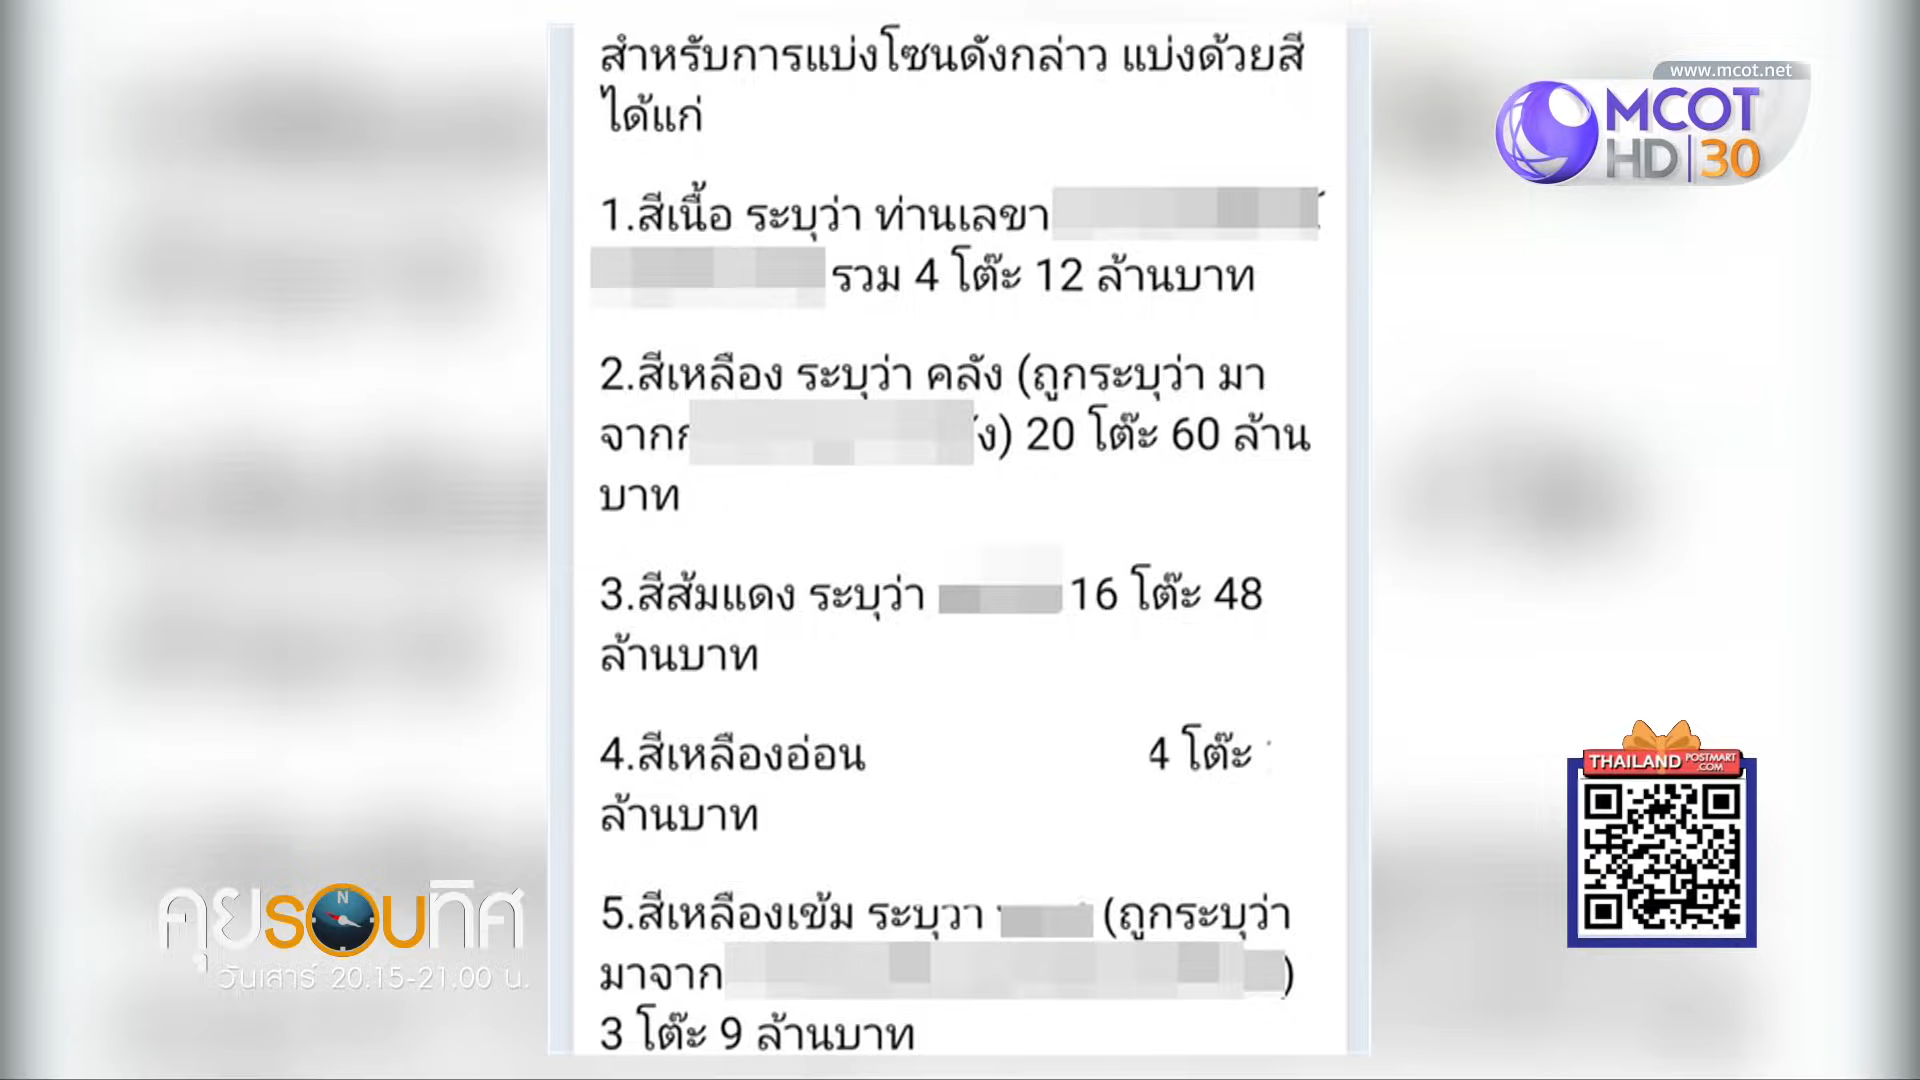 สำหรับการแบ่งโซนดังกล่าว แบ่งด้วยสี
ได้แก่
1.สีเนื้อ ระบุว่า ท่านเลขา
รวม 4 โต๊ะ 12 ล้านบาท
2.สีเหลือง ระบุว่า คลัง (ถูกระบุว่า มา
จาก
ง) 20 โต๊ะ 60 ล้าน
บาท
3.สีส้มแดง ระบุว่า
16 โต๊ะ 48
ล้านบาท
4.สีเหลืองอ่อน
4 โต๊ะ
ล้านบาท
5.สีเหลืองเข้ม ระบุว่า
(ถูกระบุว่า
มาจาก
)
3 โต๊ะ 9 ล้านบาท
www.mcot.net
MCOT
HD 30
THAILAND POSTMART
.COM
คุยรอบทิศ
N
วันเสาร์ 20.15-21.00 น.